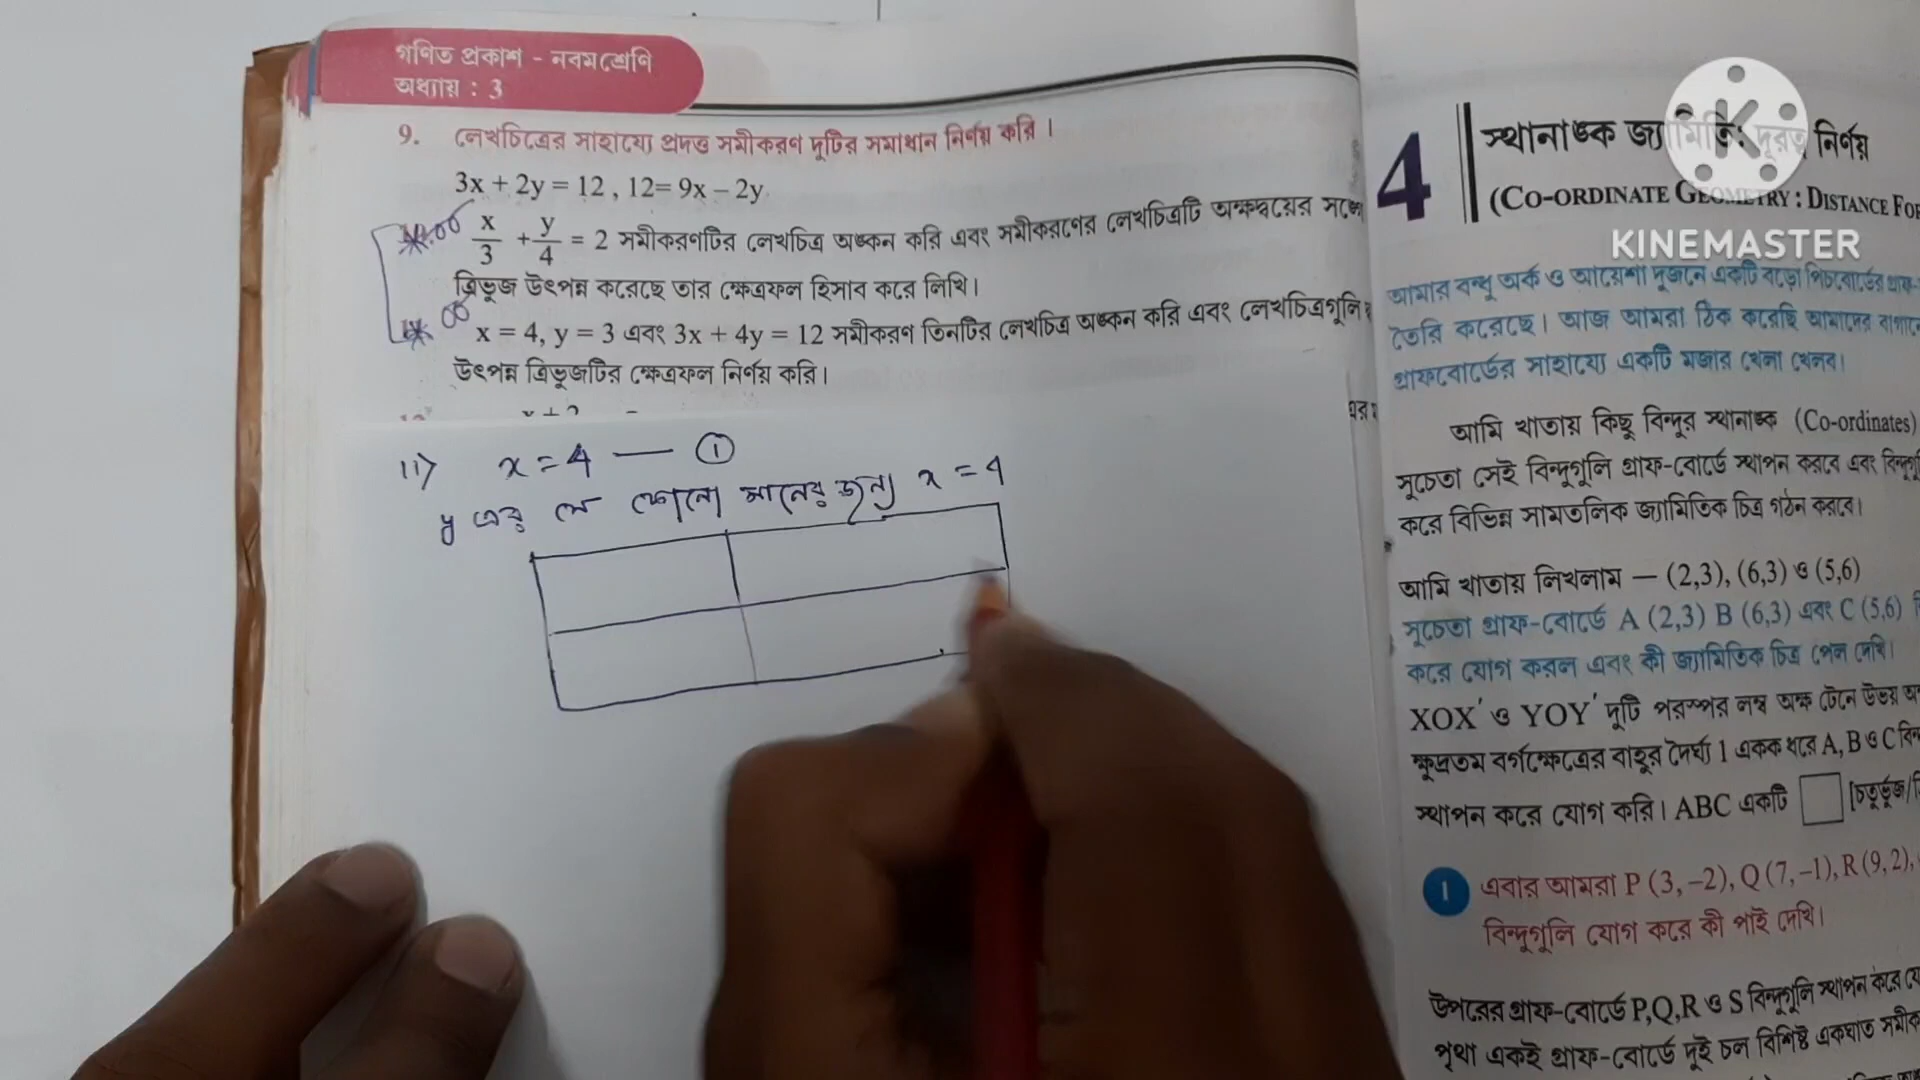 গণিত প্রকাশ - নবম শ্রেণি
অধ্যায় : 3
9. লেখচিত্রের সাহায্যে প্রদত্ত সমীকরণ দুটির সমাধান নির্ণয় করি।
3x + 2y = 12 , 12= 9x – 2y
x/3 + y/4 = 2 সমীকরণটির লেখচিত্র অঙ্কন করি এবং সমীকরণের লেখচিত্রটি অক্ষদ্বয়ের সঙ্গে
ত্রিভুজ উৎপন্ন করেছে তার ক্ষেত্রফল হিসাব করে লিখি।
x = 4, y = 3 এবং 3x + 4y = 12 সমীকরণ তিনটির লেখচিত্র অঙ্কন করি এবং লেখচিত্রগুলি
উৎপন্ন ত্রিভুজটির ক্ষেত্রফল নির্ণয় করি।
11) x = 4 — ①
y এর যে কোনো মানের জন্য x = 4
4
স্থানাঙ্ক জ্যামিতি: দূরত্ব নির্ণয়
(CO-ORDINATE GEOMETRY : DISTANCE FOR
KINEMASTER
আমার বন্ধু অর্ক ও আয়েশা দুজনে একটি বড়ো পিচবোর্ডের গ্রাফ-
তৈরি করেছে। আজ আমরা ঠিক করেছি আমাদের বাগানে
গ্রাফবোর্ডের সাহায্যে একটি মজার খেলা খেলব।
আমি খাতায় কিছু বিন্দুর স্থানাঙ্ক (Co-ordinates)
সুচেতা সেই বিন্দুগুলি গ্রাফ-বোর্ডে স্থাপন করবে এবং বিন্দুগু
করে বিভিন্ন সামতলিক জ্যামিতিক চিত্র গঠন করবে।
আমি খাতায় লিখলাম — (2,3), (6,3) ও (5,6)
সুচেতা গ্রাফ-বোর্ডে A (2,3) B (6,3) এবং C (5,6)
করে যোগ করল এবং কী জ্যামিতিক চিত্র পেল দেখি।
XOX′ ও YOY′ দুটি পরস্পর লম্ব অক্ষ টেনে উভয় অ
ক্ষুদ্রতম বর্গক্ষেত্রের বাহুর দৈর্ঘ্য 1 একক ধরে A, B ও C বিন্দ
স্থাপন করে যোগ করি। ABC একটি [চতুর্ভুজ/
1 এবার আমরা P (3, –2), Q (7, –1), R (9, 2),
বিন্দুগুলি যোগ করে কী পাই দেখি।
উপরের গ্রাফ-বোর্ডে P,Q,R ও S বিন্দুগুলি স্থাপন করে যো
পৃথা একই গ্রাফ-বোর্ডে দুই চল বিশিষ্ট একঘাত সমীক